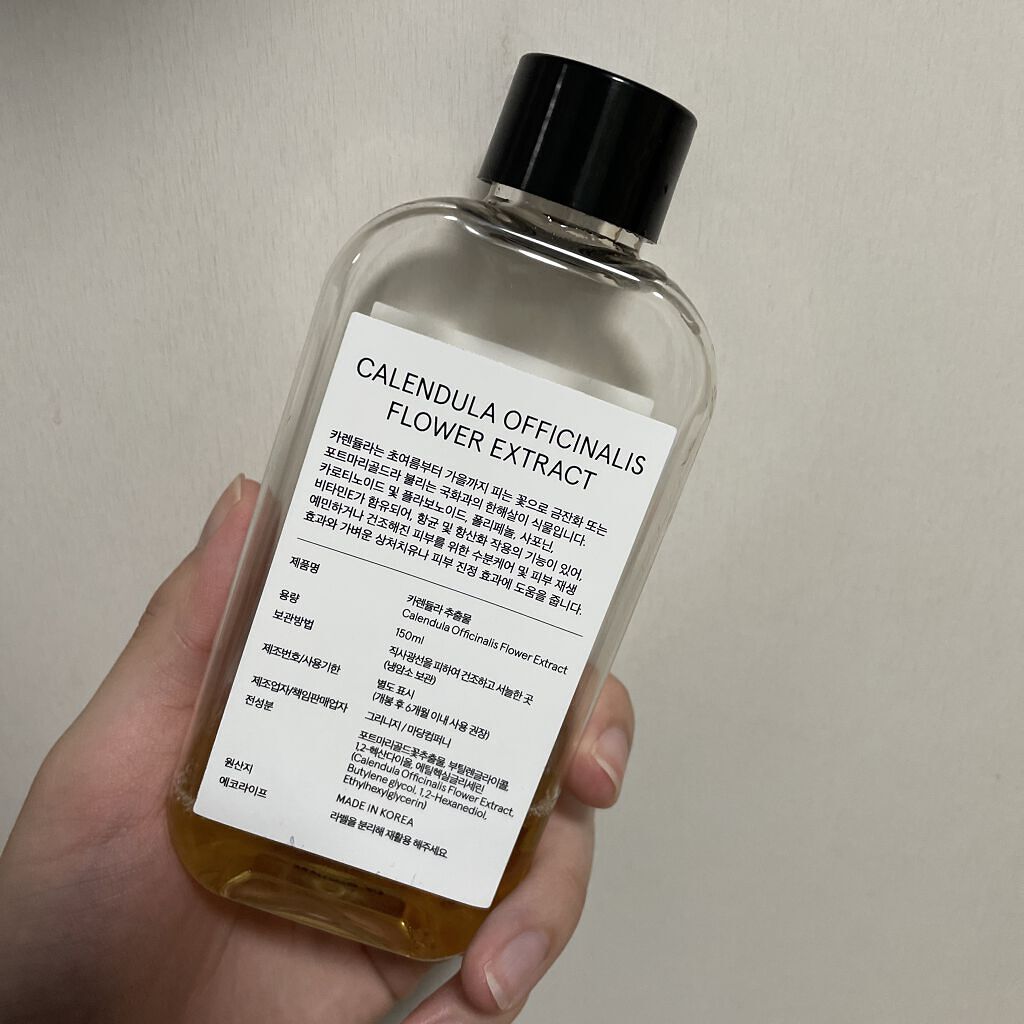 CALENDULA OFFICINALIS
FLOWER EXTRACT
카렌듈라는 초여름부터 가을까지 피는 꽃으로 금잔화 또는
포트마리골드라 불리는 국화과의 한해살이 식물입니다.
카로티노이드 및 플라보노이드, 폴리페놀, 사포닌,
비타민E가 함유되어, 항균 및 항산화 작용의 기능이 있어,
예민하거나 건조해진 피부를 위한 수분케어 및 피부 재생
효과와 가벼운 상처치유나 피부 진정 효과에 도움을 줍니다.
제품명 카렌듈라 추출물
Calendula Officinalis Flower Extract
용량 150ml
보관방법 직사광선을 피하여 건조하고 서늘한 곳
(냉암소 보관)
제조번호/사용기한 별도 표시
(개봉 후 6개월 이내 사용 권장)
제조업자/책임판매업자 그리니지 / 마담컴퍼니
전성분 포트마리골드꽃추출물, 부틸렌글라이콜,
1,2-헥산다이올, 에틸헥실글리세린
(Calendula Officinalis Flower Extract,
Butylene glycol, 1,2-Hexanediol,
Ethylhexylglycerin)
원산지 MADE IN KOREA
에코라이프 라벨을 분리해 재활용 해주세요